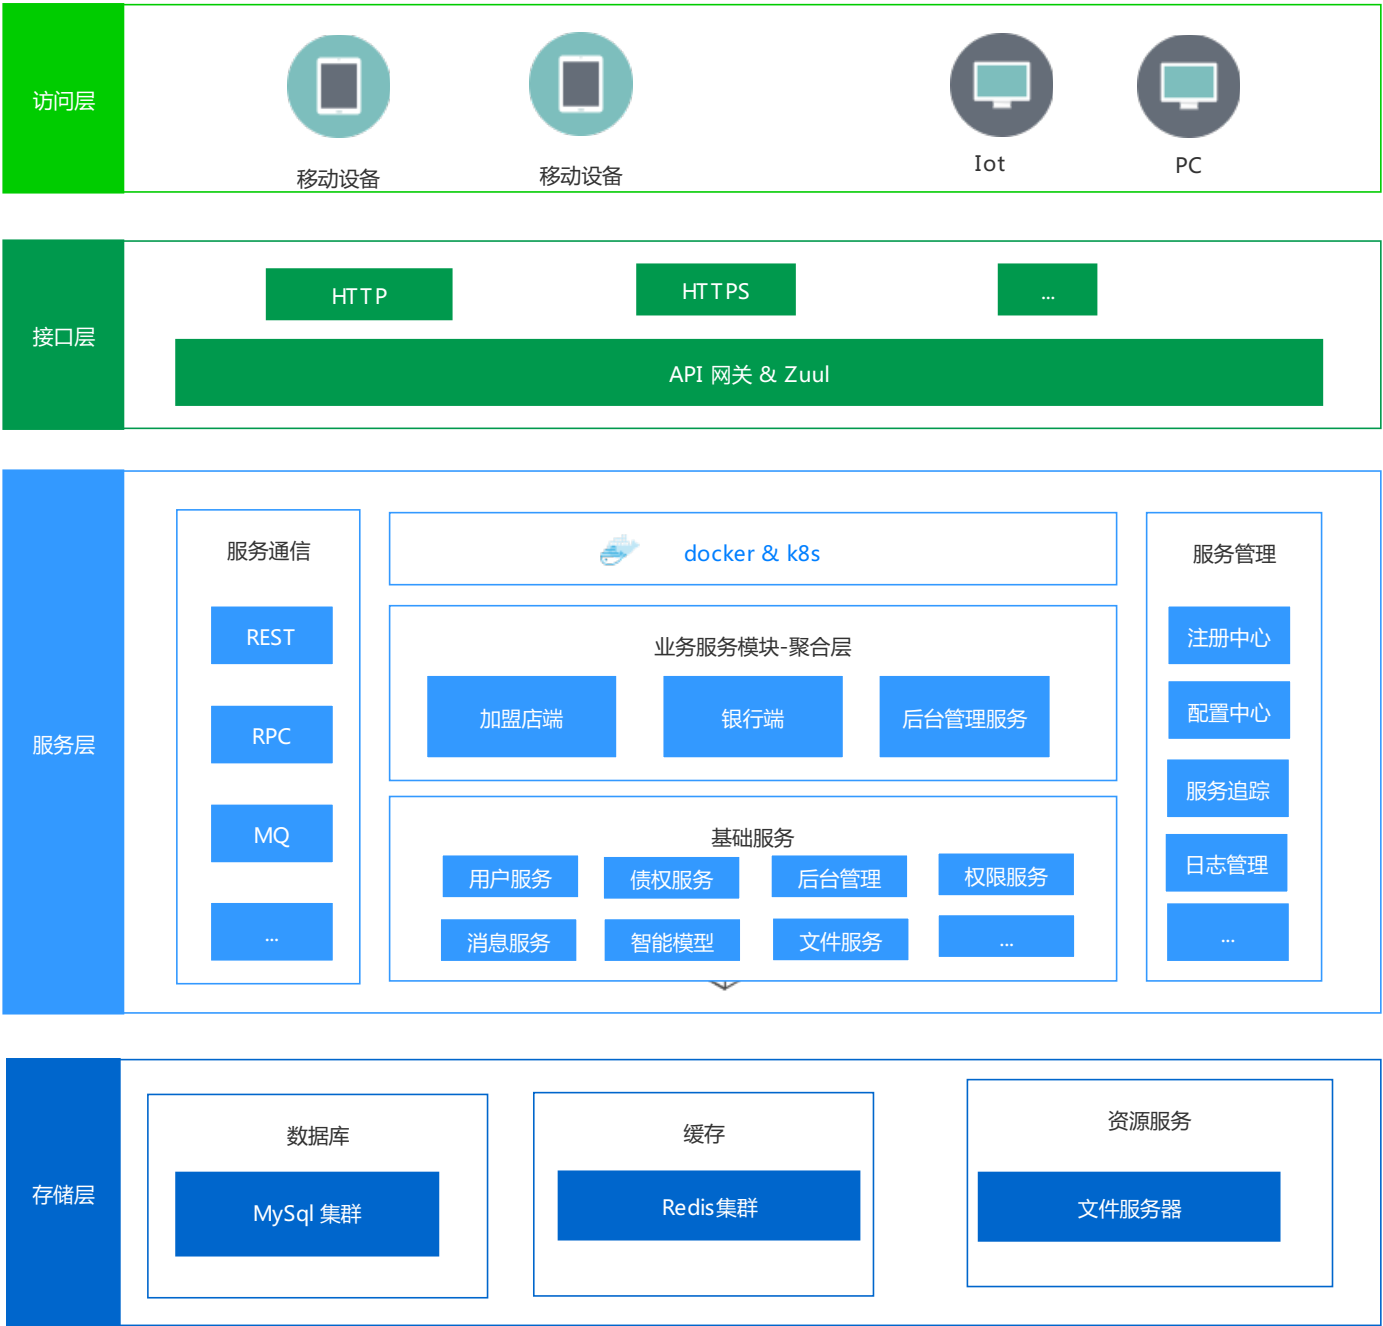 访问层
移动设备
移动设备
Iot
PC
接口层
HTTP
HTTPS
...
API 网关 & Zuul
服务层
服务通信
REST
RPC
MQ
...
docker & k8s
业务服务模块-聚合层
加盟店端
银行端
后台管理服务
基础服务
用户服务
债权服务
后台管理
权限服务
消息服务
智能模型
文件服务
...
服务管理
注册中心
配置中心
服务追踪
日志管理
...
存储层
数据库
MySql 集群
缓存
Redis集群
资源服务
文件服务器